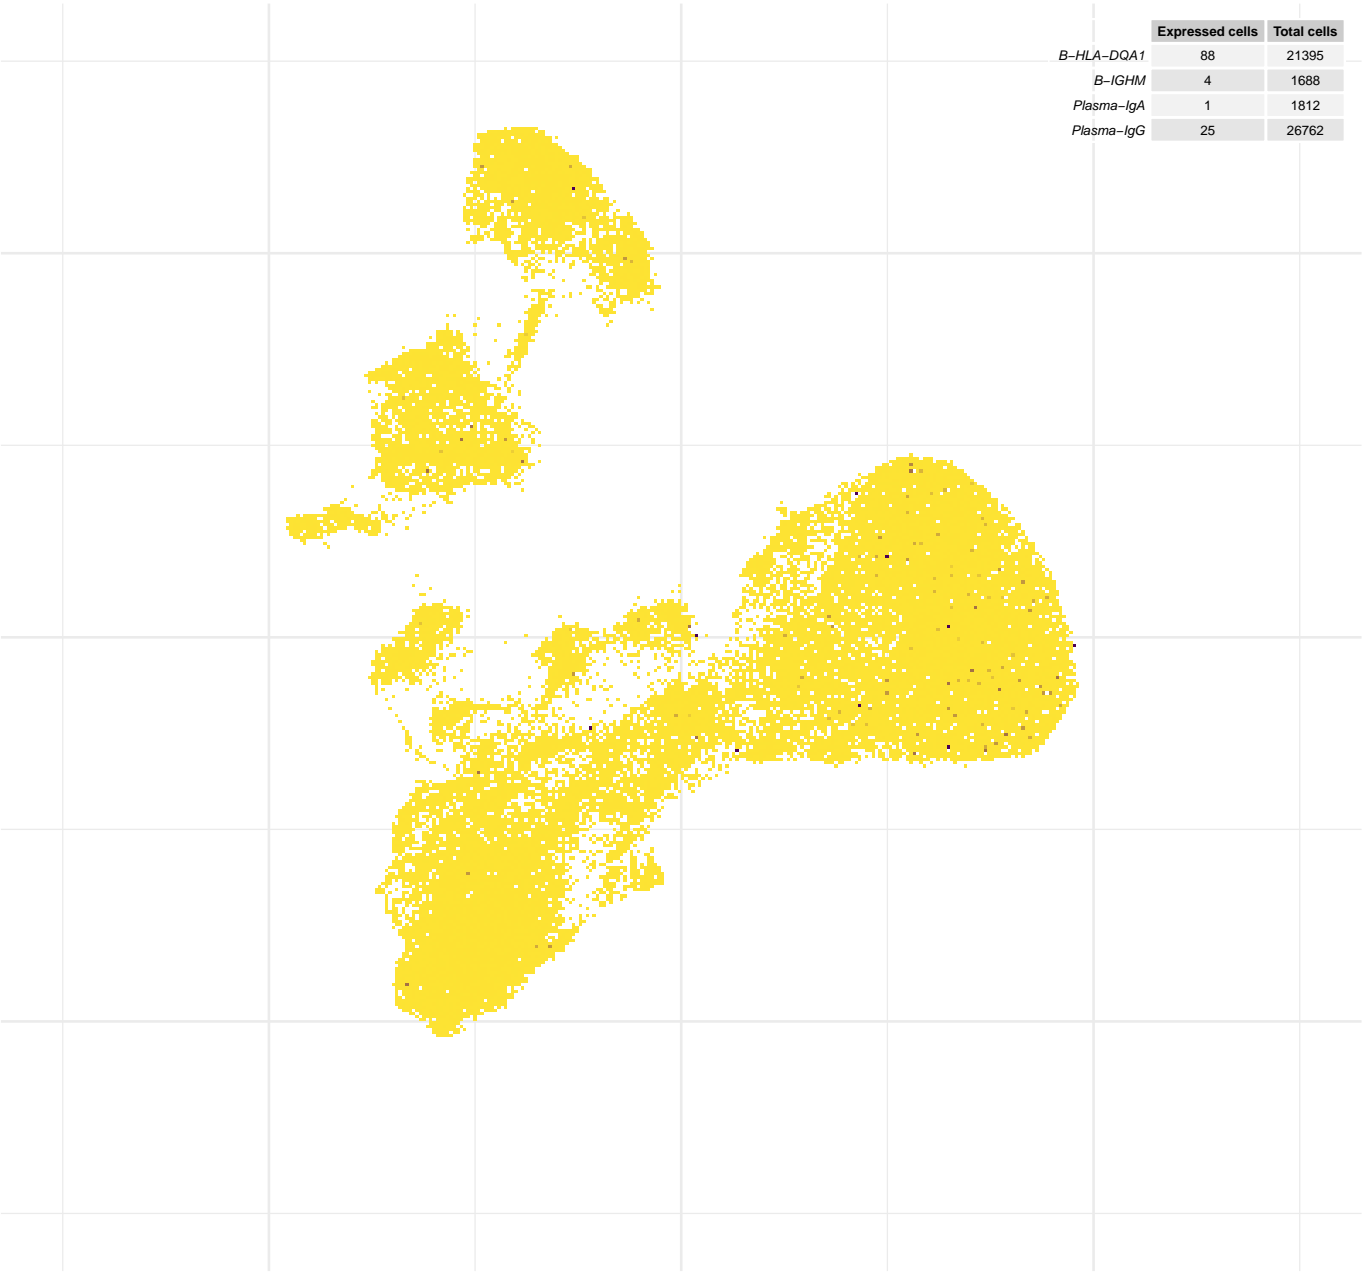 Expressed cells Total cells
B−HLA−DQA1 88 21395
B−IGHM 4 1688
Plasma−IgA 1 1812
Plasma−IgG 25 26762